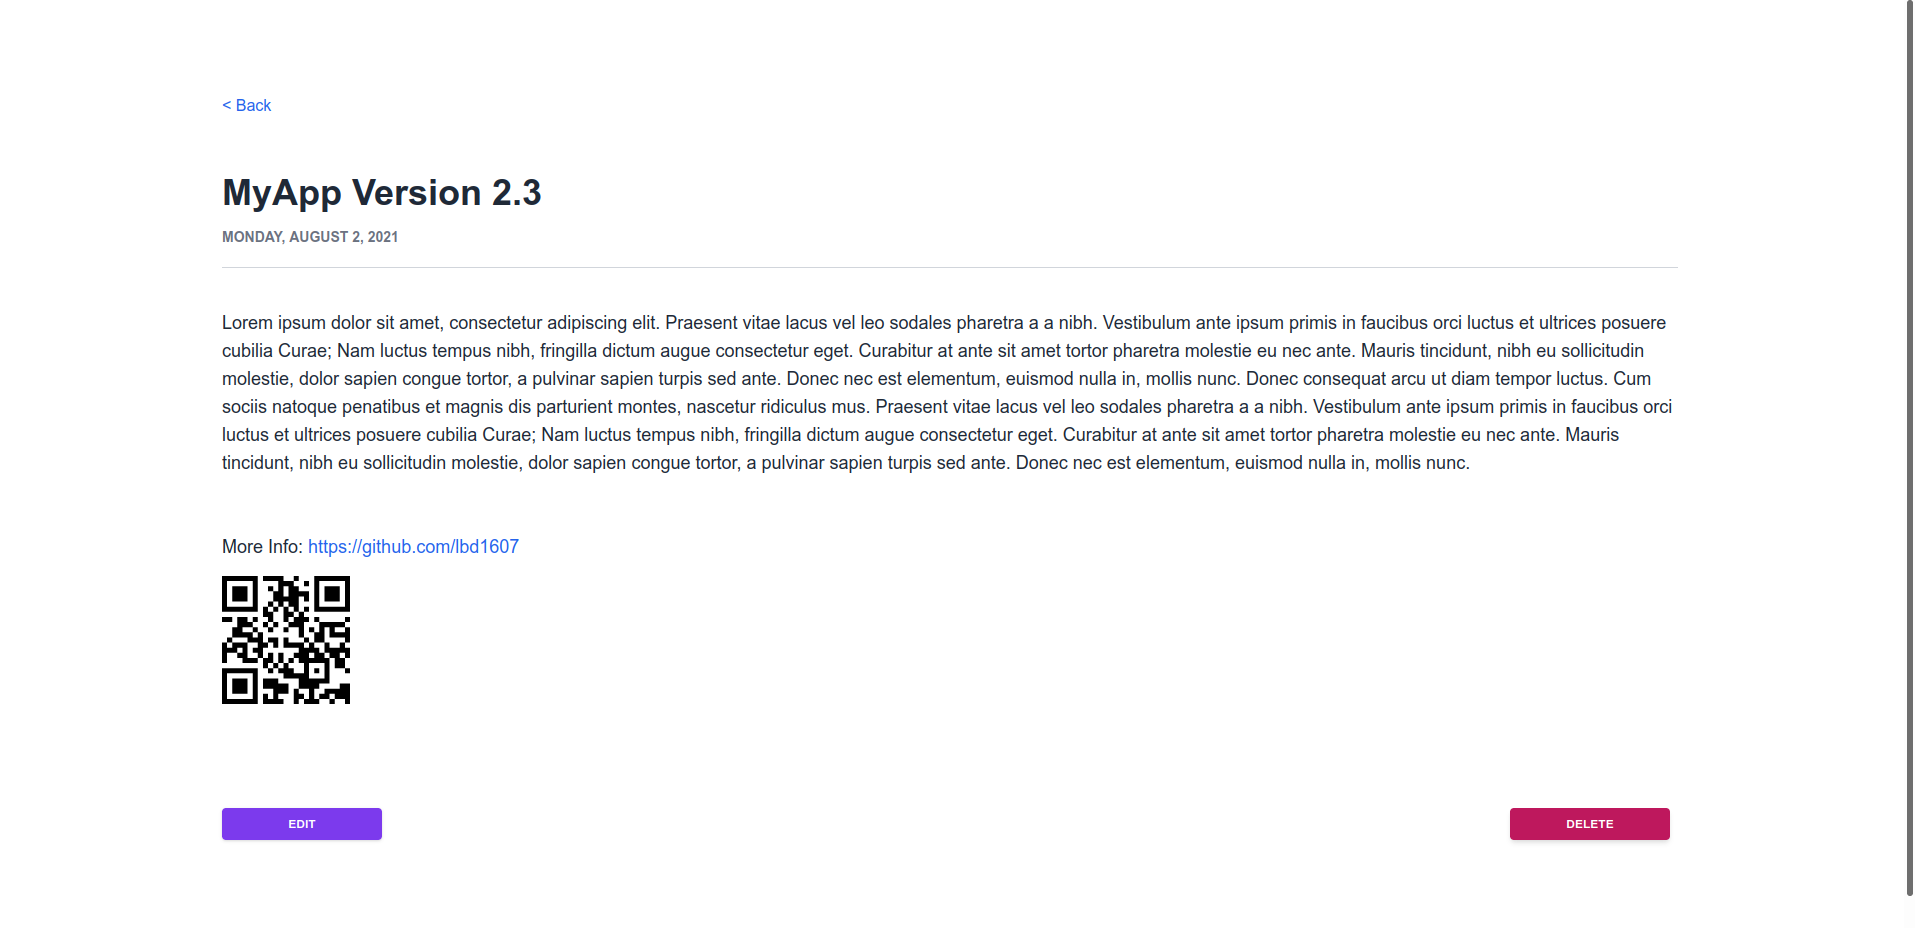 < Back
MyApp Version 2.3
MONDAY, AUGUST 2, 2021
Lorem ipsum dolor sit amet, consectetur adipiscing elit. Praesent vitae lacus vel leo sodales pharetra a a nibh. Vestibulum ante ipsum primis in faucibus orci luctus et ultrices posuere
cubilia Curae; Nam luctus tempus nibh, fringilla dictum augue consectetur eget. Curabitur at ante sit amet tortor pharetra molestie eu nec ante. Mauris tincidunt, nibh eu sollicitudin
molestie, dolor sapien congue tortor, a pulvinar sapien turpis sed ante. Donec nec est elementum, euismod nulla in, mollis nunc. Donec consequat arcu ut diam tempor luctus. Cum
sociis natoque penatibus et magnis dis parturient montes, nascetur ridiculus mus. Praesent vitae lacus vel leo sodales pharetra a a nibh. Vestibulum ante ipsum primis in faucibus orci
luctus et ultrices posuere cubilia Curae; Nam luctus tempus nibh, fringilla dictum augue consectetur eget. Curabitur at ante sit amet tortor pharetra molestie eu nec ante. Mauris
tincidunt, nibh eu sollicitudin molestie, dolor sapien congue tortor, a pulvinar sapien turpis sed ante. Donec nec est elementum, euismod nulla in, mollis nunc.
More Info: https://github.com/lbd1607
EDIT
DELETE